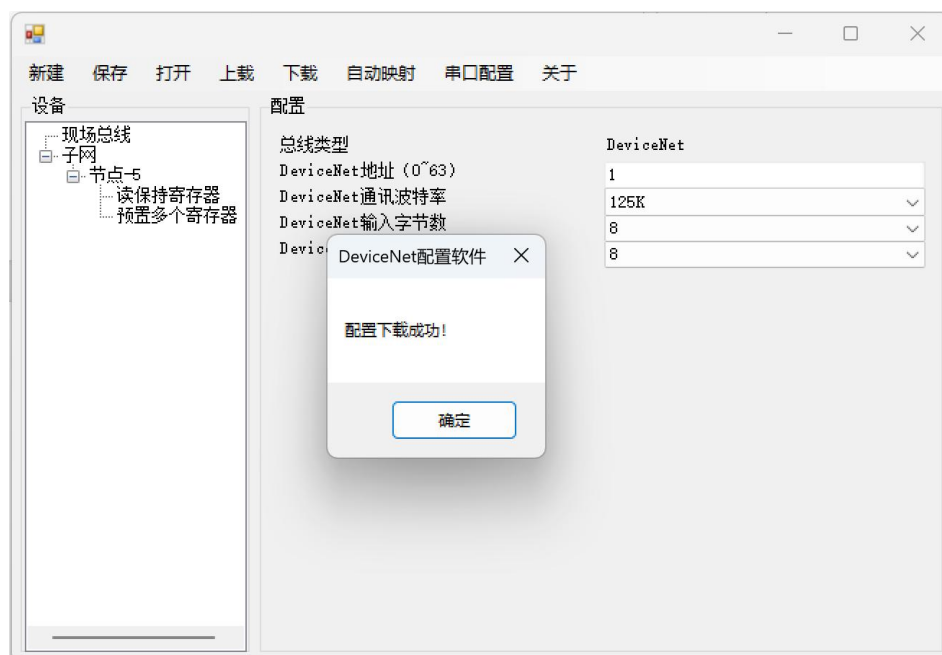 新建 保存 打开 上载 下载 自动映射 串口配置 关于
设备
现场总线
子网
节点-5
读保持寄存器
预置多个寄存器
配置
总线类型 DeviceNet
DeviceNet地址 (0~63) 1
DeviceNet通讯波特率 125K
DeviceNet输入字节数 8
Devic 8
DeviceNet配置软件
配置下载成功!
确定